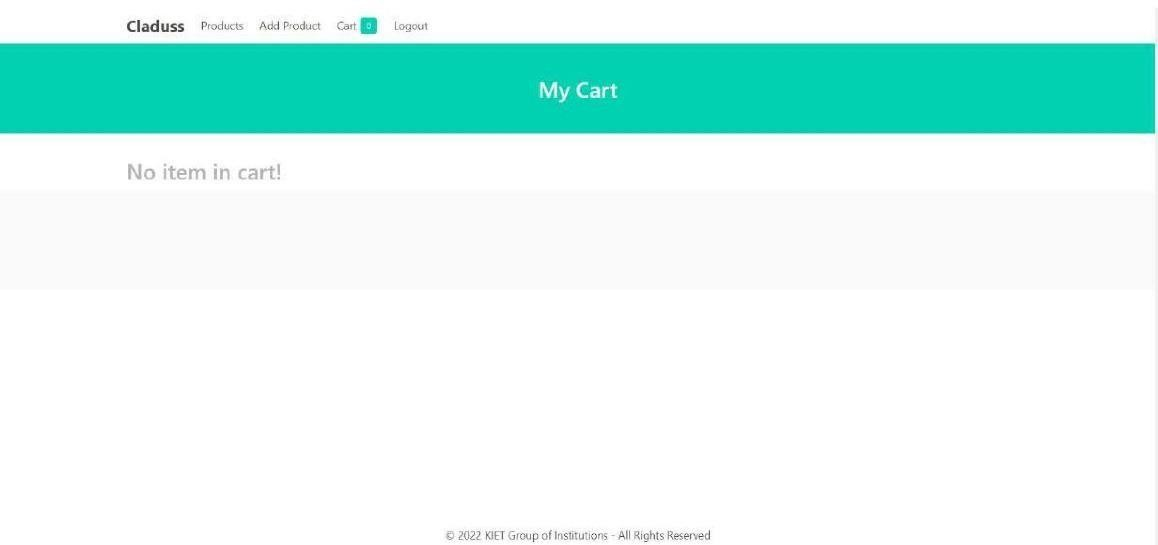 Claduss Products Add Product Cart 0 Logout
My Cart
No item in cart!
© 2022 KIET Group of Institutions - All Rights Reserved